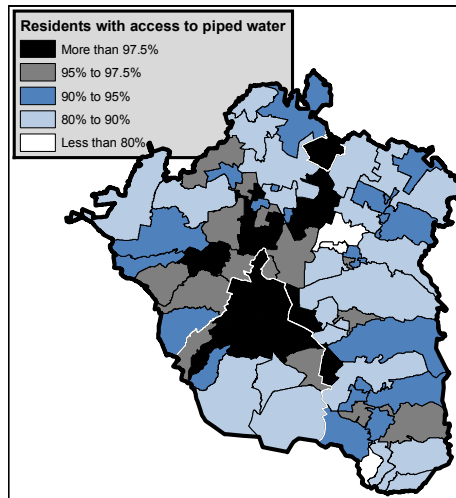 Residents with access to piped water
More than 97.5%
95% to 97.5%
90% to 95%
80% to 90%
Less than 80%